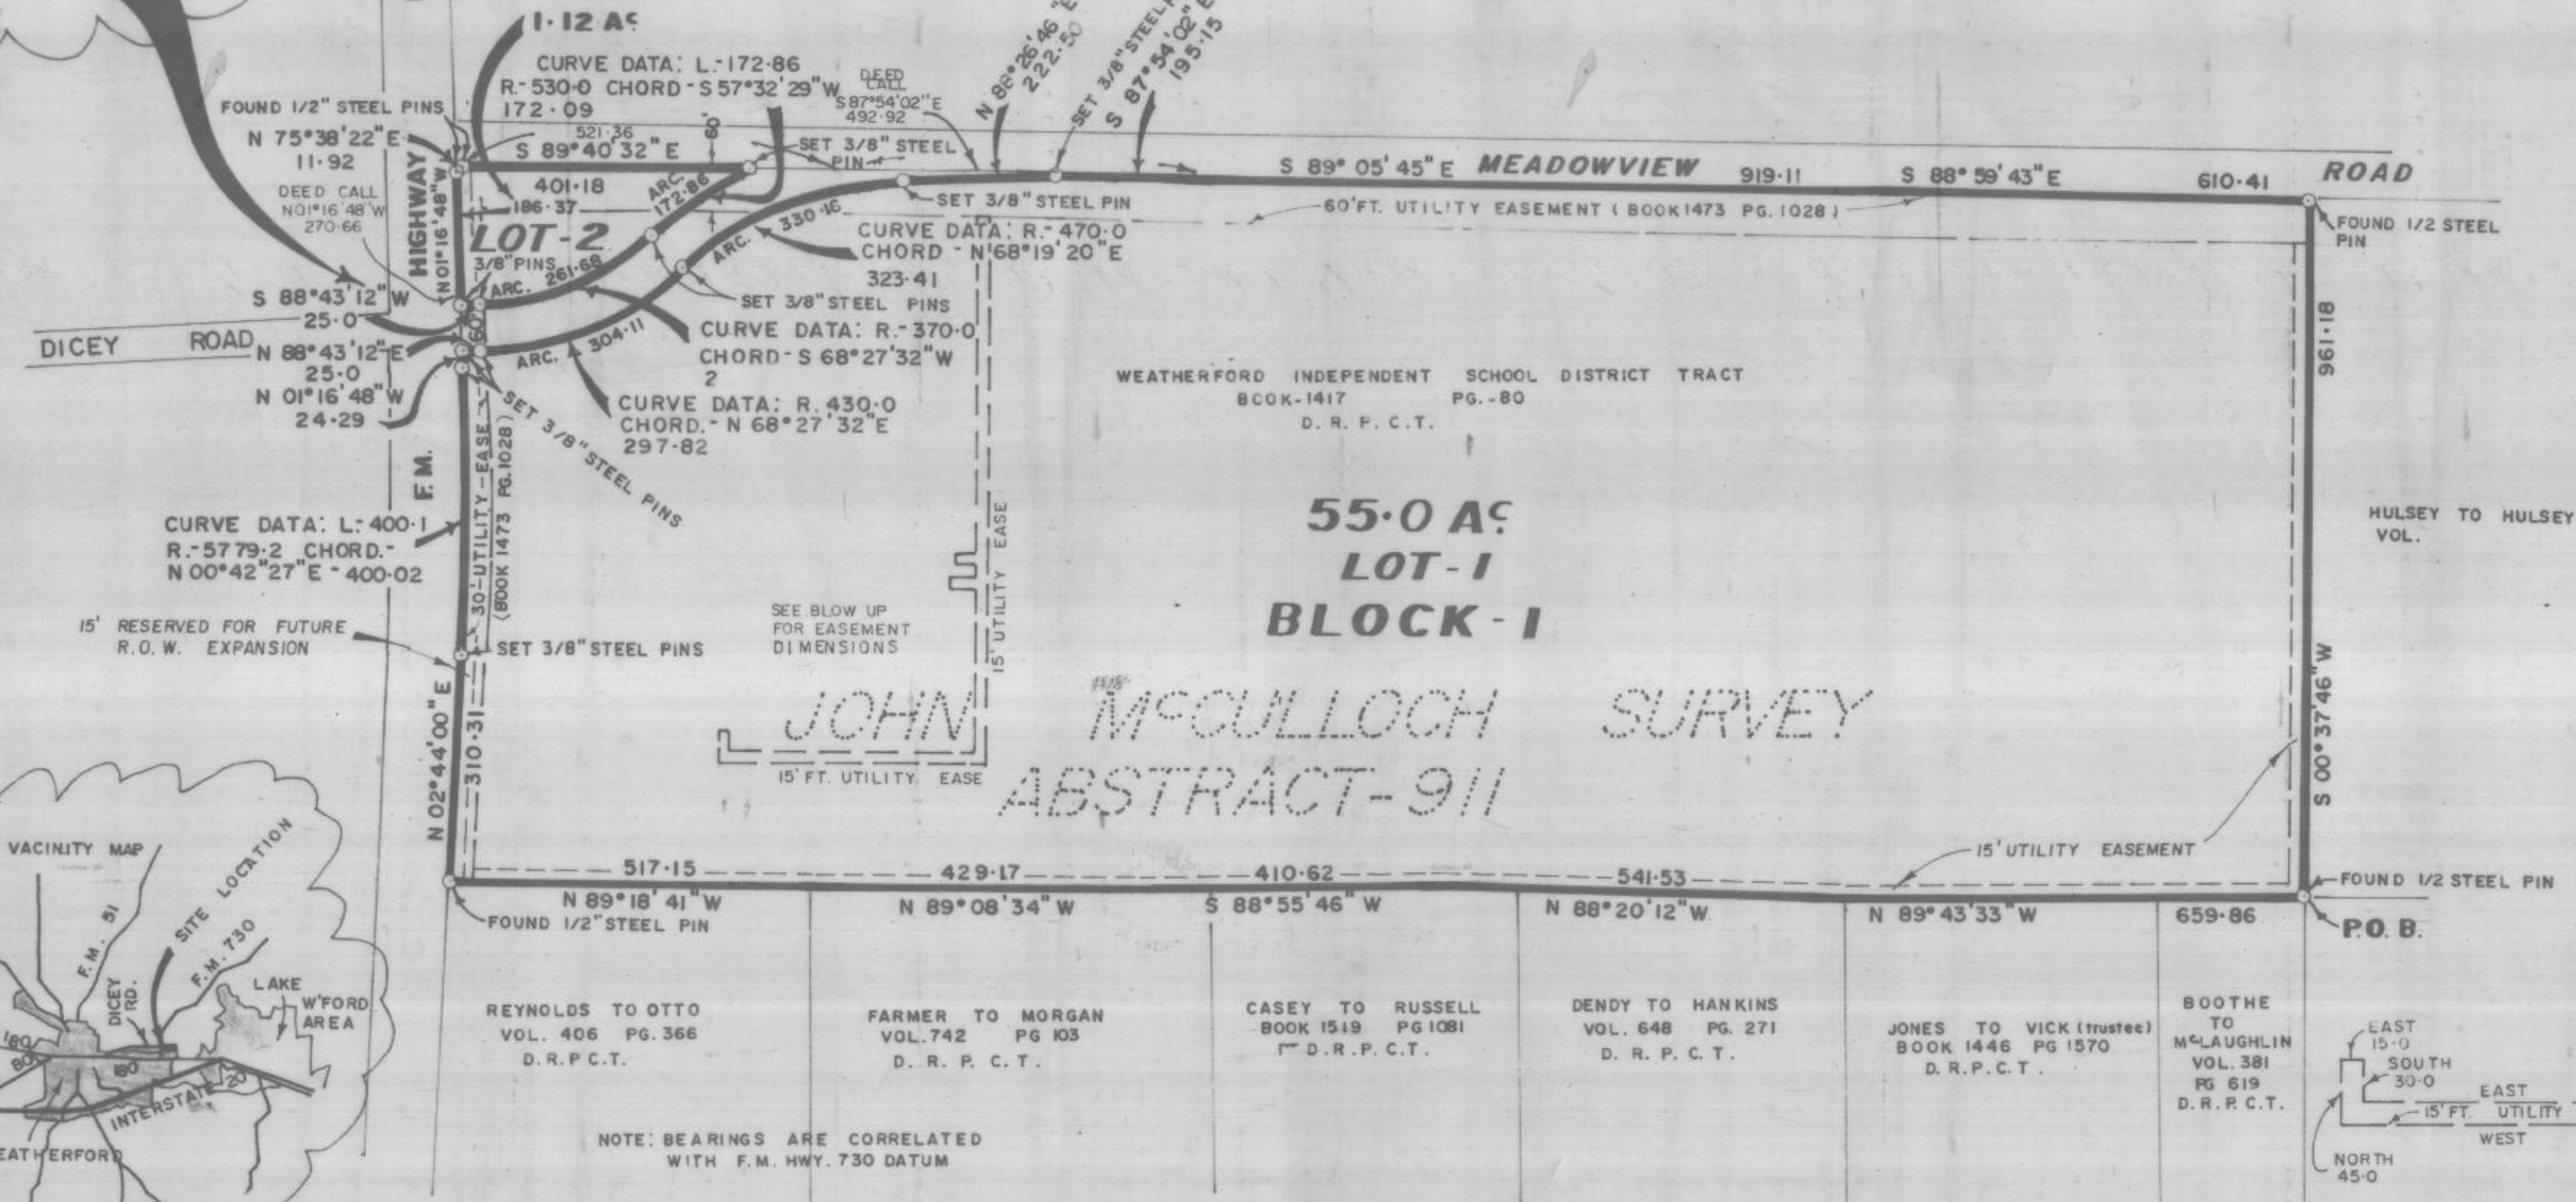 1·12 Ac.
CURVE DATA: L.-172·86
R.-530·0 CHORD - S 57°32'29"W
172·09
DEED
CALL
S87°54'02"E
492·92
N 88°26'46"E
222·50
SET 3/8" STEEL
S 87°54'02"E
195·15
FOUND 1/2" STEEL PINS
N 75°38'22"E
11·92
DEED CALL
N01°16'48"W
270·66
HIGHWAY
N01°16'48"W
521·36
S 89°40'32"E
60'
SET 3/8" STEEL
PIN
401·18
186·37
ARC.
172·86
LOT-2
3/8" PINS
ARC. 261·68
ARC. 330·16
SET 3/8" STEEL PIN
S 89° 05'45"E MEADOWVIEW 919·11 S 88°59'43"E 610·41 ROAD
60'FT. UTILITY EASEMENT ( BOOK 1473 PG. 1028 )
FOUND 1/2 STEEL
PIN
CURVE DATA: R.-470·0
CHORD - N 68°19'20"E
323·41
SET 3/8" STEEL PINS
S 88°43'12"W
25·0
DICEY ROAD
N 88°43'12"E
25·0
N 01°16'48"W
24·29
60'
ARC. 304·11
CURVE DATA: R.-370·0
CHORD- S 68°27'32"W
2
CURVE DATA: R. 430·0
CHORD.- N 68°27'32"E
297·82
SET 3/8" STEEL PINS
F.M.
30'-UTILITY-EASE
(BOOK 1473 PG.1028)
WEATHERFORD INDEPENDENT SCHOOL DISTRICT TRACT
BOOK-1417 PG.-80
D. R. P. C.T.
961·18
S 00°37'46"W
55·0 Ac.
LOT-1
BLOCK-1
HULSEY TO HULSEY
VOL.
CURVE DATA: L.-400·1
R.-5779·2 CHORD.-
N 00°42"27"E - 400·02
15' RESERVED FOR FUTURE
R.O.W. EXPANSION
SET 3/8" STEEL PINS
SEE BLOW UP
FOR EASEMENT
DIMENSIONS
15' UTILITY EASE
N 02°44'00"E
310·31
JOHN McCULLOCH SURVEY
ABSTRACT-911
15' FT. UTILITY EASE
15' UTILITY EASEMENT
517·15 429·17 410·62 541·53
FOUND 1/2 STEEL PIN
N 89°18'41"W N 89°08'34"W S 88°55'46"W N 88°20'12"W N 89°43'33"W 659·86
P.O.B.
FOUND 1/2" STEEL PIN
VACINITY MAP
F.M. 51
SITE LOCATION
F.M. 730
DICEY
RD.
LAKE
W'FORD
AREA
180
80
180
INTERSTATE 20
EATHERFORD
REYNOLDS TO OTTO
VOL. 406 PG. 366
D.R.P.C.T.
FARMER TO MORGAN
VOL.742 PG 103
D. R. P. C. T.
CASEY TO RUSSELL
BOOK 1519 PG 1081
D.R.P. C.T.
DENDY TO HANKINS
VOL. 648 PG. 271
D. R. P. C. T.
JONES TO VICK (trustee)
BOOK 1446 PG 1570
D.R.P.C.T.
BOOTHE
TO
McLAUGHLIN
VOL. 381
PG 619
D.R.P.C.T.
NOTE: BEARINGS ARE CORRELATED
WITH F.M. HWY. 730 DATUM
EAST
15·0
SOUTH
30·0
EAST
15' FT. UTILITY
WEST
NORTH
45·0